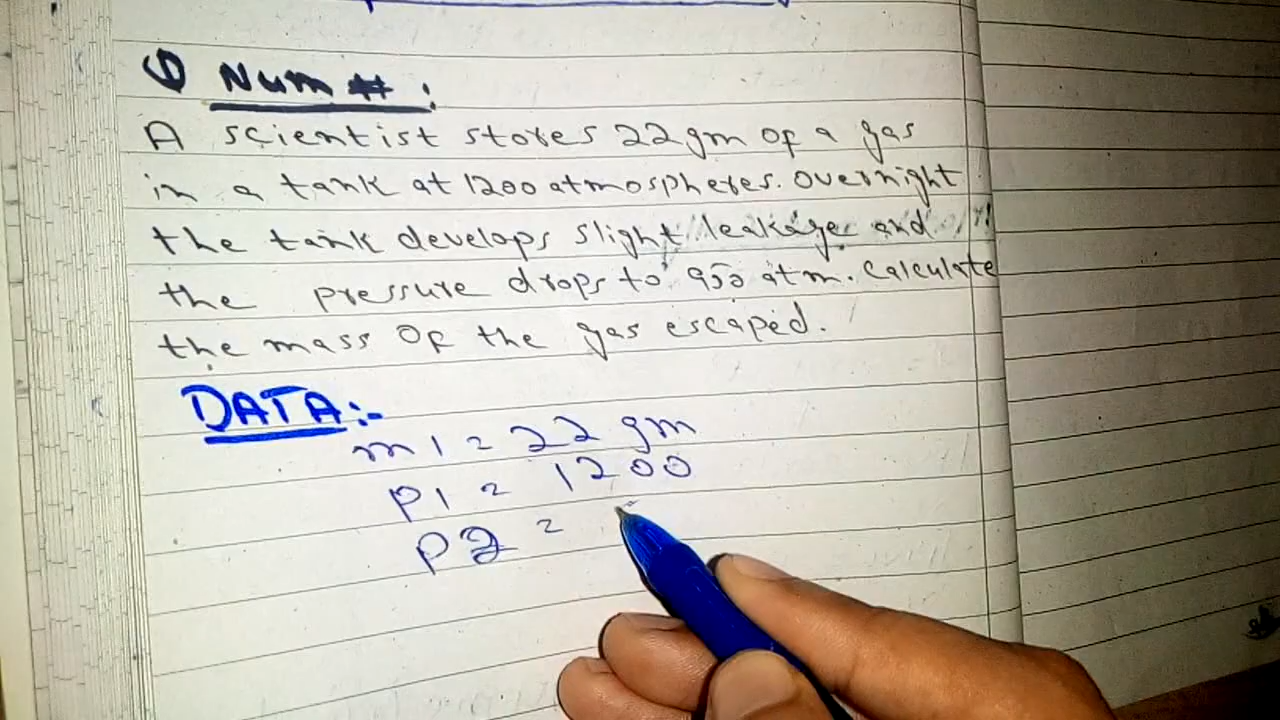 Q Num #:
A scientist stores 22gm of a gas
in a tank at 1200 atmospheres. overnight
the tank develops slight leakage and
the pressure drops to 950 atm. calculate
the mass of the gas escaped.
DATA:-
m1 = 22 gm
P1 = 1200
P2 =